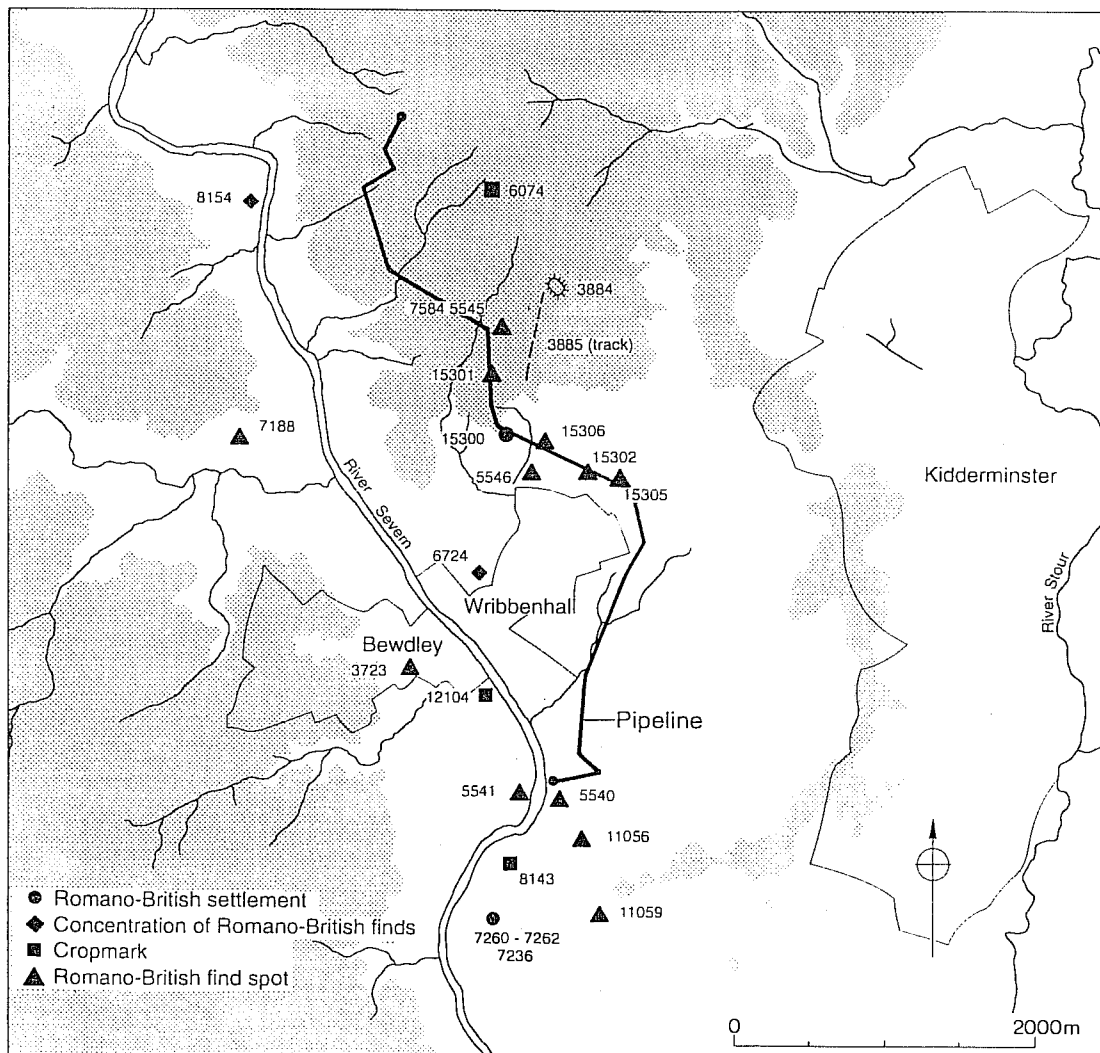 8154
6074
3884
7584 5545
3885 (track)
15301
7188
15300
15306
15302
5546
15305
Kidderminster
River Severn
6724
Wribbenhall
River Stour
Bewdley
3723
12104
Pipeline
5541
5540
11056
8143
11059
7260 - 7262
7236
Romano-British settlement
Concentration of Romano-British finds
Cropmark
Romano-British find spot
0 2000m